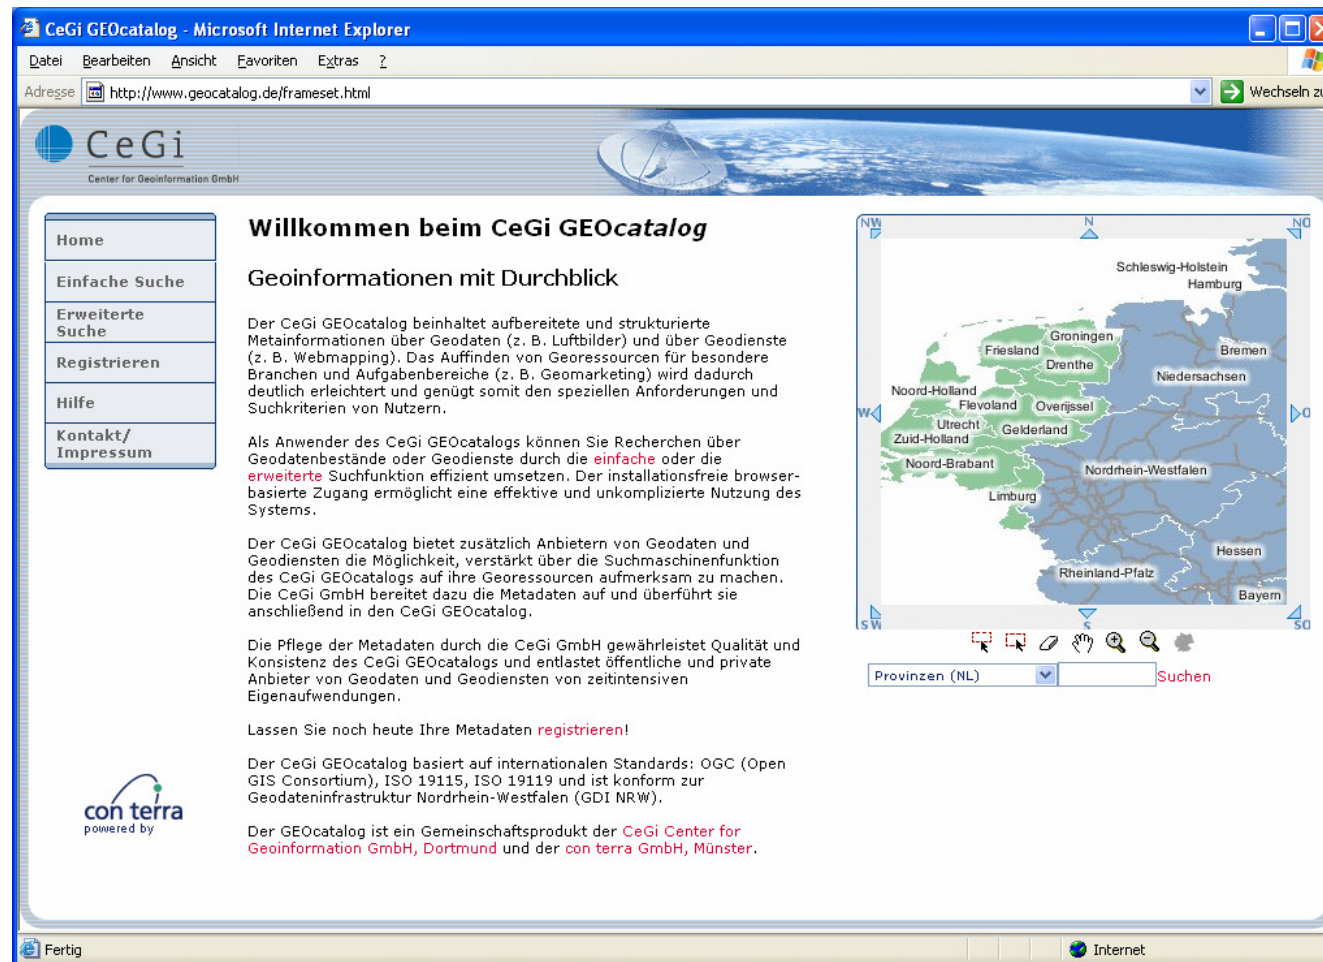 CeGi GEOcatalog - Microsoft Internet Explorer
Datei Bearbeiten Ansicht Favoriten Extras ?
Adresse http://www.geocatalog.de/frameset.html Wechseln zu
CeGi
Center for Geoinformation GmbH
Home
Einfache Suche
Erweiterte
Suche
Registrieren
Hilfe
Kontakt/
Impressum
con terra
powered by
Willkommen beim CeGi GEOcatalog
Geoinformationen mit Durchblick
Der CeGi GEOcatalog beinhaltet aufbereitete und strukturierte
Metainformationen über Geodaten (z. B. Luftbilder) und über Geodienste
(z. B. Webmapping). Das Auffinden von Georessourcen für besondere
Branchen und Aufgabenbereiche (z. B. Geomarketing) wird dadurch
deutlich erleichtert und genügt somit den speziellen Anforderungen und
Suchkriterien von Nutzern.
Als Anwender des CeGi GEOcatalogs können Sie Recherchen über
Geodatenbestände oder Geodienste durch die einfache oder die
erweiterte Suchfunktion effizient umsetzen. Der installationsfreie browser-
basierte Zugang ermöglicht eine effektive und unkomplizierte Nutzung des
Systems.
Der CeGi GEOcatalog bietet zusätzlich Anbietern von Geodaten und
Geodiensten die Möglichkeit, verstärkt über die Suchmaschinenfunktion
des CeGi GEOcatalogs auf ihre Georessourcen aufmerksam zu machen.
Die CeGi GmbH bereitet dazu die Metadaten auf und überführt sie
anschließend in den CeGi GEOcatalog.
Die Pflege der Metadaten durch die CeGi GmbH gewährleistet Qualität und
Konsistenz des CeGi GEOcatalogs und entlastet öffentliche und private
Anbieter von Geodaten und Geodiensten von zeitintensiven
Eigenaufwendungen.
Lassen Sie noch heute Ihre Metadaten registrieren!
Der CeGi GEOcatalog basiert auf internationalen Standards: OGC (Open
GIS Consortium), ISO 19115, ISO 19119 und ist konform zur
Geodateninfrastruktur Nordrhein-Westfalen (GDI NRW).
Der GEOcatalog ist ein Gemeinschaftsprodukt der CeGi Center for
Geoinformation GmbH, Dortmund und der con terra GmbH, Münster.
NW N NO
Schleswig-Holstein
Hamburg
Groningen
Friesland
Bremen
Drenthe
Niedersachsen
Noord-Holland
Flevoland Overijssel
W O
Utrecht
Gelderland
Zuid-Holland
Noord-Brabant
Nordrhein-Westfalen
Limburg
Hessen
Rheinland-Pfalz
Bayern
SW S SO
Provinzen (NL) Suchen
Fertig Internet